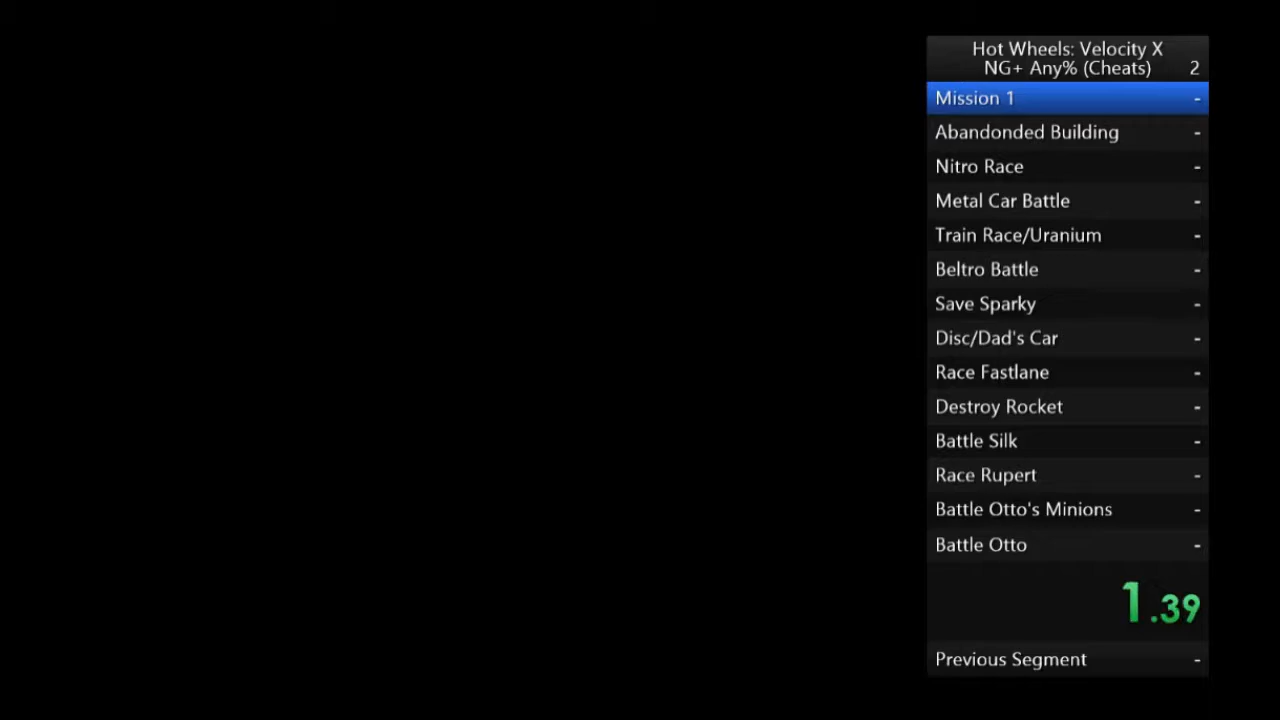 Hot Wheels: Velocity X
NG+ Any% (Cheats) 2
Mission 1 -
Abandonded Building -
Nitro Race -
Metal Car Battle -
Train Race/Uranium -
Beltro Battle -
Save Sparky -
Disc/Dad's Car -
Race Fastlane -
Destroy Rocket -
Battle Silk -
Race Rupert -
Battle Otto's Minions -
Battle Otto -
1.39
Previous Segment -